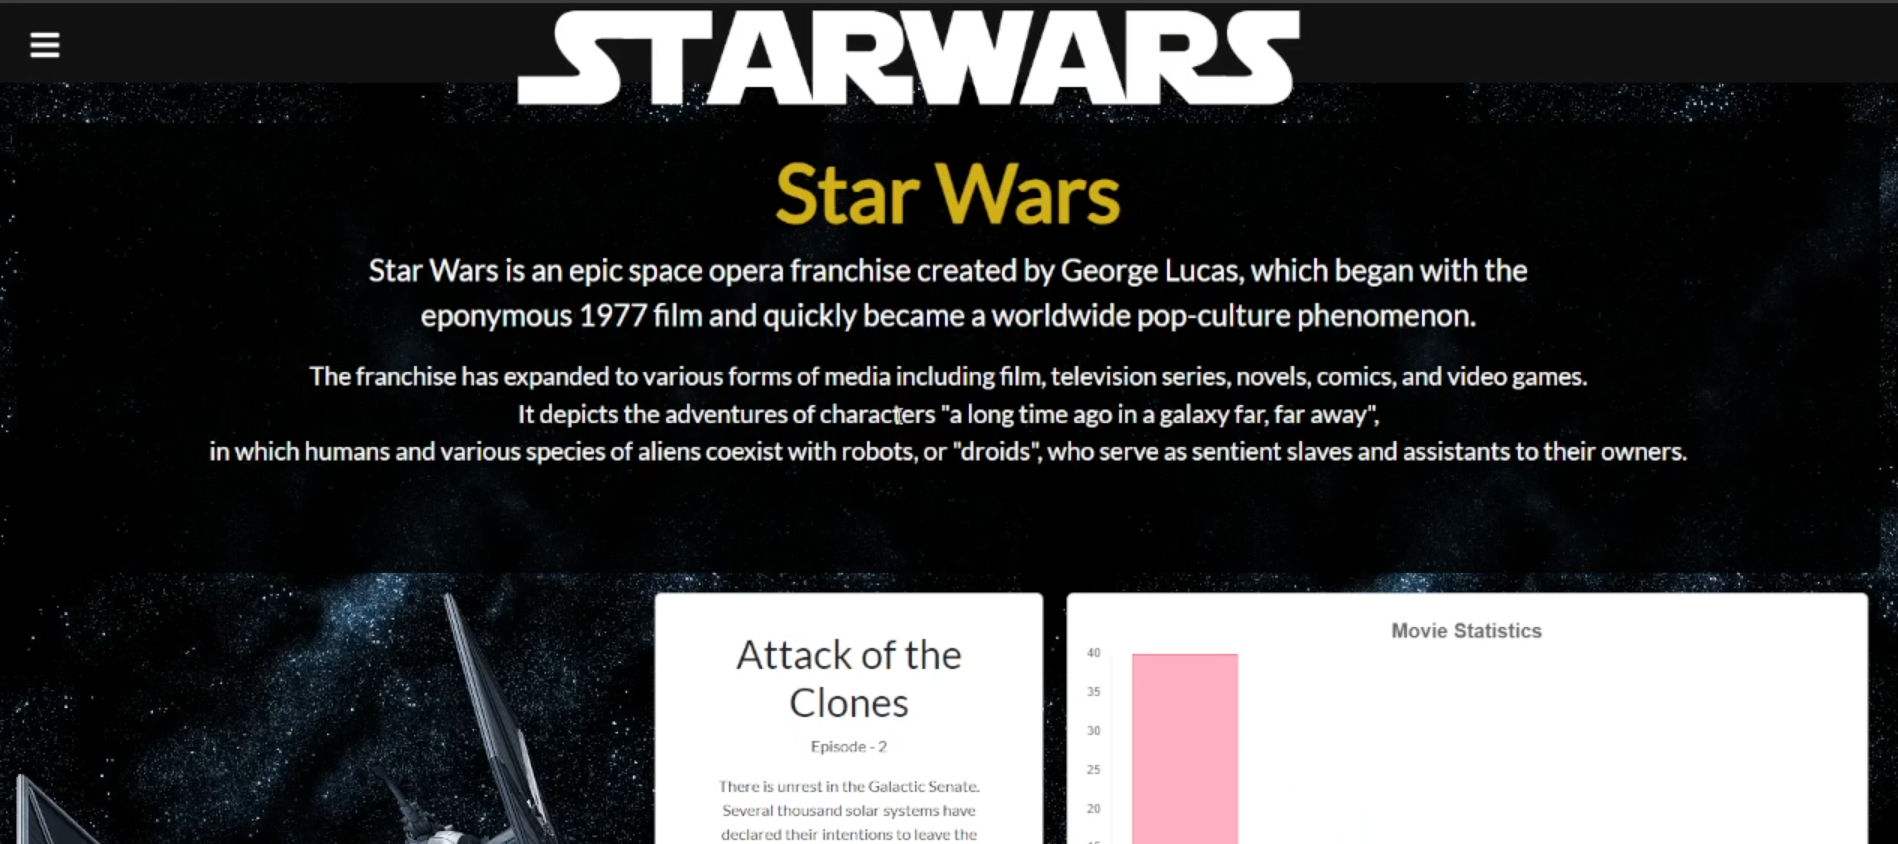 STARWARS
Star Wars
Star Wars is an epic space opera franchise created by George Lucas, which began with the
eponymous 1977 film and quickly became a worldwide pop-culture phenomenon.
The franchise has expanded to various forms of media including film, television series, novels, comics, and video games.
It depicts the adventures of characters "a long time ago in a galaxy far, far away",
in which humans and various species of aliens coexist with robots, or "droids", who serve as sentient slaves and assistants to their owners.
Attack of the
Clones
Episode - 2
There is unrest in the Galactic Senate.
Several thousand solar systems have
declared their intentions to leave the
Movie Statistics
40
35
30
25
20